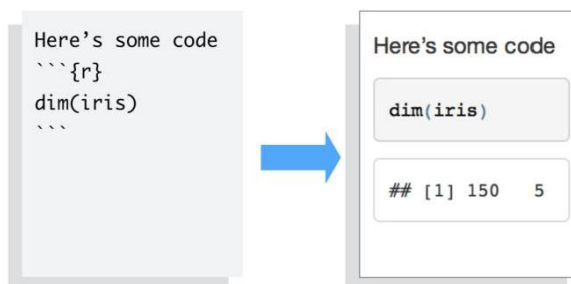 Here’s some code
```{r}
dim(iris)
```
Here’s some code
dim(iris)
## [1] 150   5